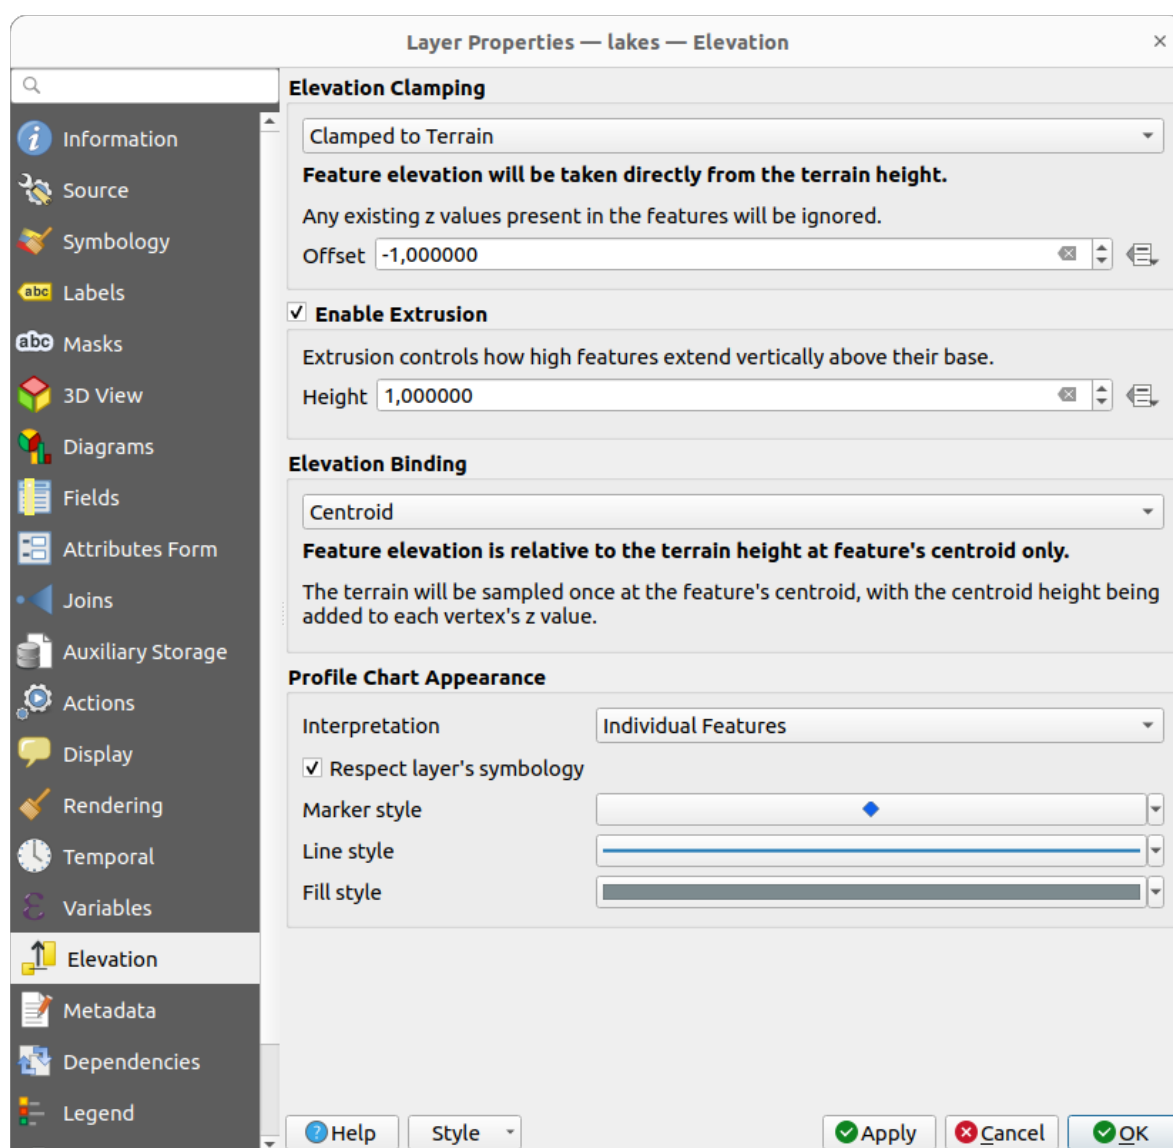 Layer Properties — lakes — Elevation
Information
Source
Symbology
abc Labels
abc Masks
3D View
Diagrams
Fields
Attributes Form
Joins
Auxiliary Storage
Actions
Display
Rendering
Temporal
Variables
Elevation
Metadata
Dependencies
Legend
Elevation Clamping
Clamped to Terrain
Feature elevation will be taken directly from the terrain height.
Any existing z values present in the features will be ignored.
Offset -1,000000
Enable Extrusion
Extrusion controls how high features extend vertically above their base.
Height 1,000000
Elevation Binding
Centroid
Feature elevation is relative to the terrain height at feature's centroid only.
The terrain will be sampled once at the feature's centroid, with the centroid height being
added to each vertex's z value.
Profile Chart Appearance
Interpretation Individual Features
Respect layer's symbology
Marker style
Line style
Fill style
Help Style Apply Cancel OK